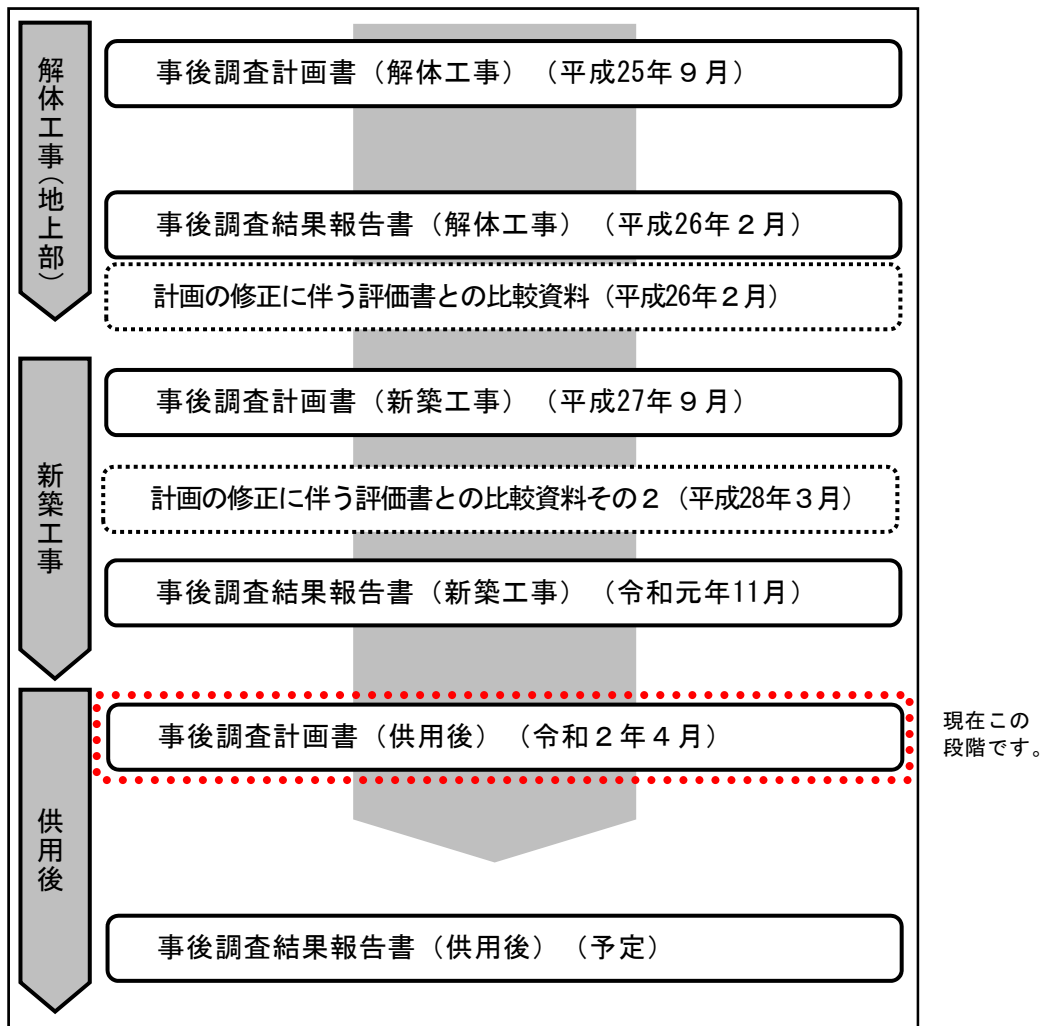 解体工事（地上部）
事後調査計画書（解体工事）（平成25年９月）
事後調査結果報告書（解体工事）（平成26年２月）
計画の修正に伴う評価書との比較資料（平成26年２月）
新築工事
事後調査計画書（新築工事）（平成27年９月）
計画の修正に伴う評価書との比較資料その２（平成28年３月）
事後調査結果報告書（新築工事）（令和元年11月）
供用後
事後調査計画書（供用後）（令和２年４月）
現在この
段階です。
事後調査結果報告書（供用後）（予定）